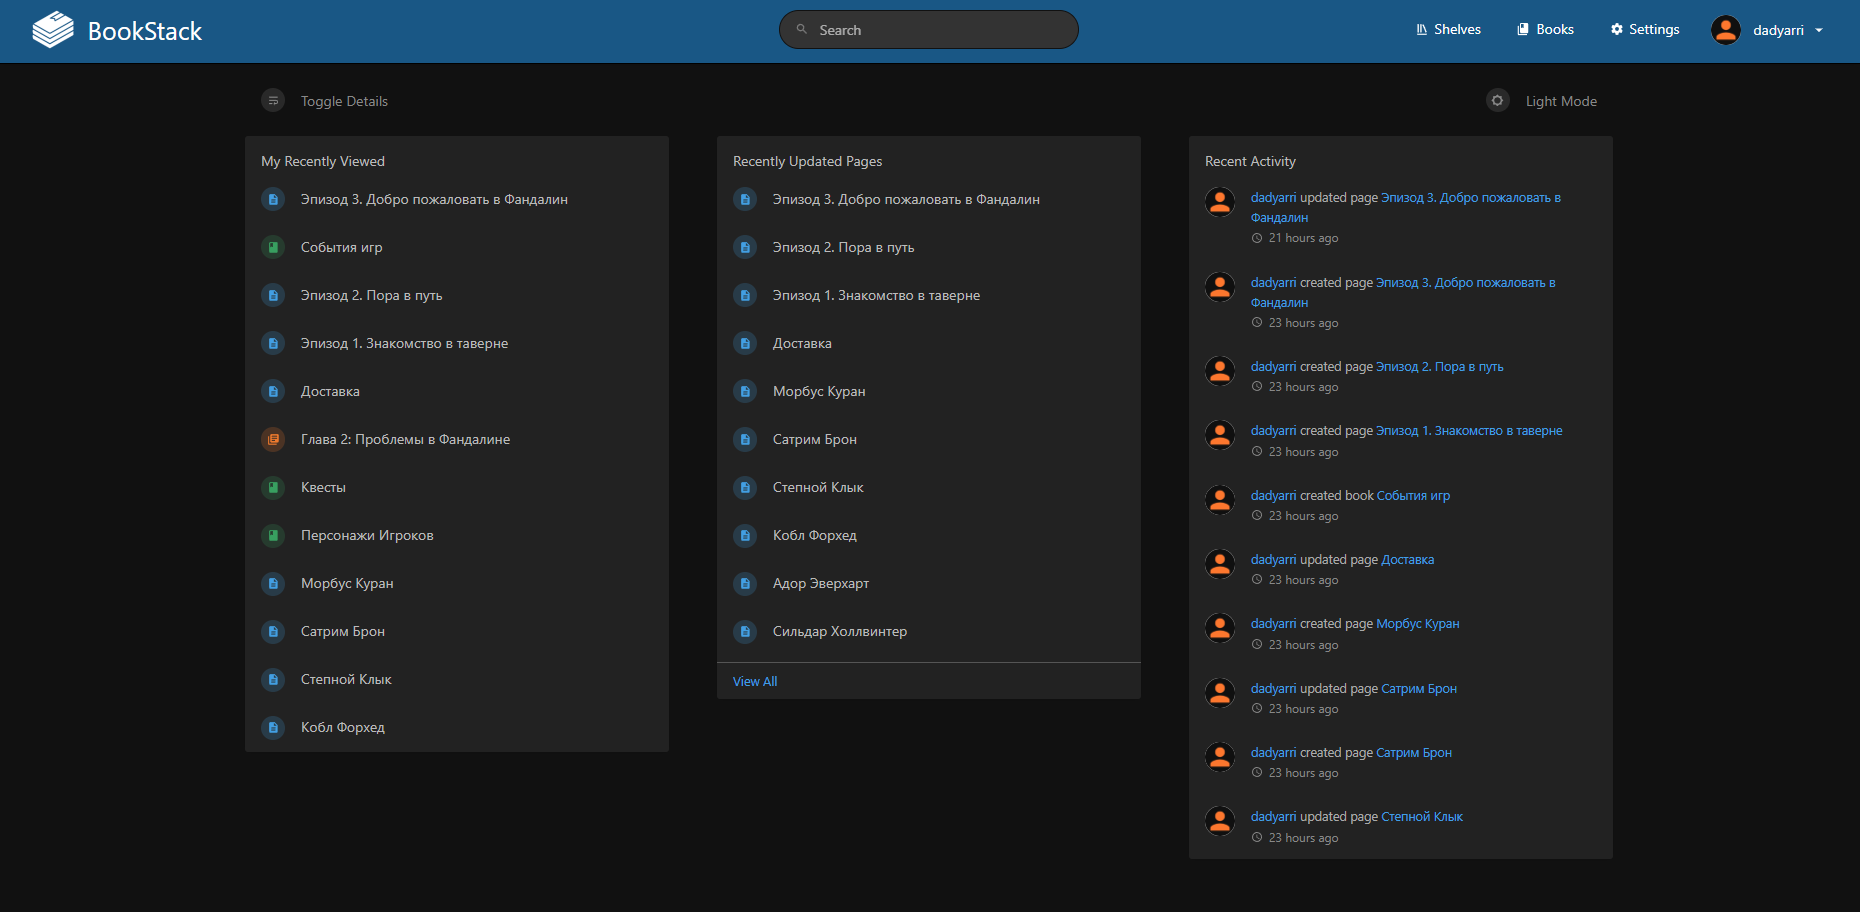 BookStack
Search
Shelves
Books
Settings
dadyarri
Toggle Details
Light Mode
My Recently Viewed
Эпизод 3. Добро пожаловать в Фандалин
События игр
Эпизод 2. Пора в путь
Эпизод 1. Знакомство в таверне
Доставка
Глава 2: Проблемы в Фандалине
Квесты
Персонажи Игроков
Морбус Куран
Сатрим Брон
Степной Клык
Кобл Форхед
Recently Updated Pages
Эпизод 3. Добро пожаловать в Фандалин
Эпизод 2. Пора в путь
Эпизод 1. Знакомство в таверне
Доставка
Морбус Куран
Сатрим Брон
Степной Клык
Кобл Форхед
Адор Эверхарт
Сильдар Холлвинтер
View All
Recent Activity
dadyarri updated page Эпизод 3. Добро пожаловать в
Фандалин
21 hours ago
dadyarri created page Эпизод 3. Добро пожаловать в
Фандалин
23 hours ago
dadyarri created page Эпизод 2. Пора в путь
23 hours ago
dadyarri created page Эпизод 1. Знакомство в таверне
23 hours ago
dadyarri created book События игр
23 hours ago
dadyarri updated page Доставка
23 hours ago
dadyarri created page Морбус Куран
23 hours ago
dadyarri updated page Сатрим Брон
23 hours ago
dadyarri created page Сатрим Брон
23 hours ago
dadyarri updated page Степной Клык
23 hours ago